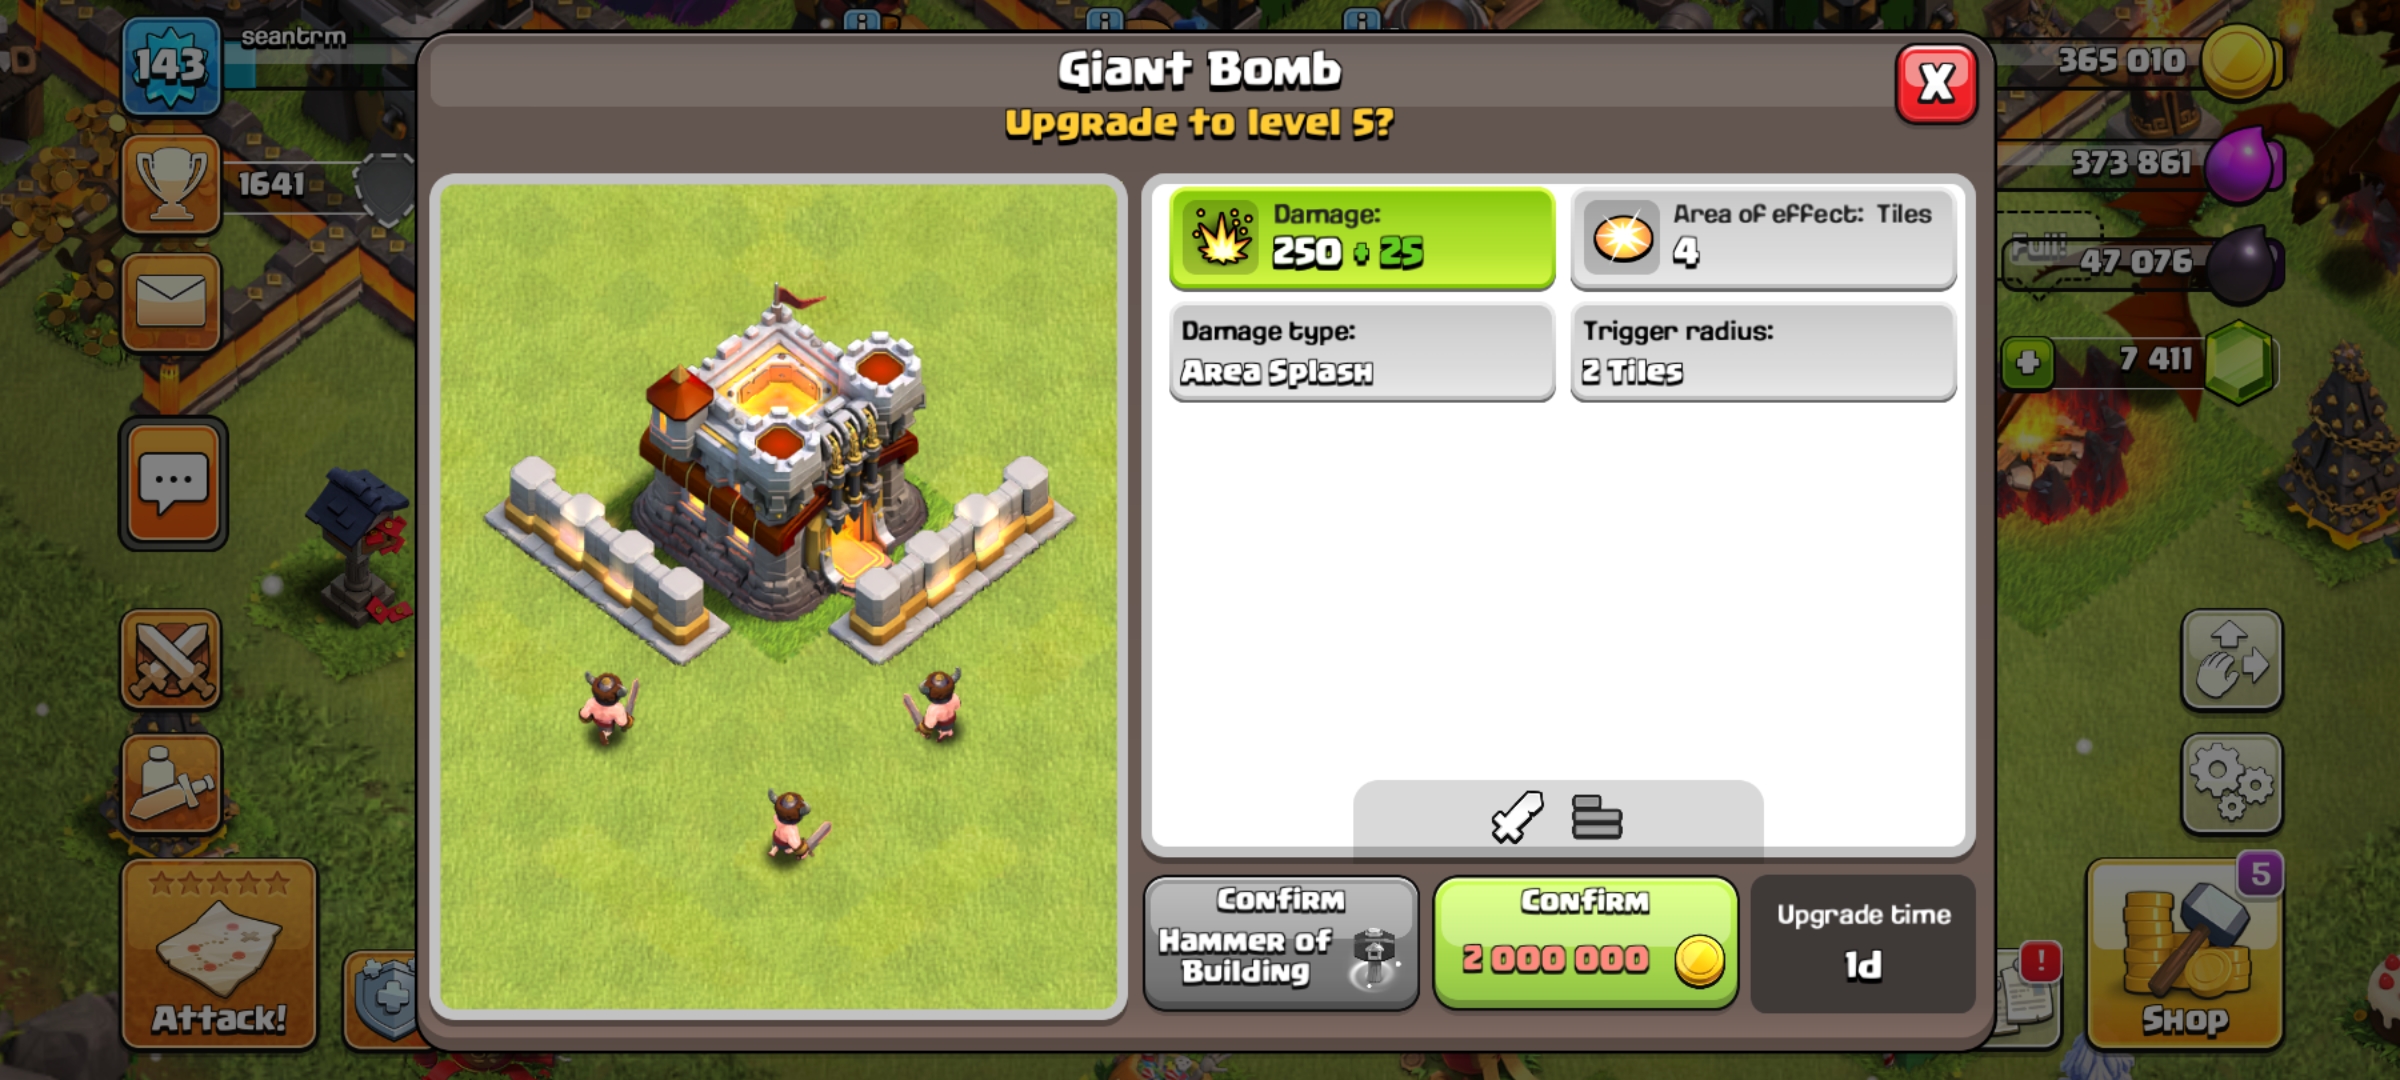 143
seantrm
1641
Giant Bomb
Upgrade to level 5?
X
Damage:
250 + 25
Area of effect: Tiles
4
Damage type:
Area Splash
Trigger radius:
2 Tiles
365 010
373 861
Full!
47 076
7 411
Confirm
Hammer of
Building
Confirm
2 000 000
Upgrade time
1d
Attack!
!
5
Shop